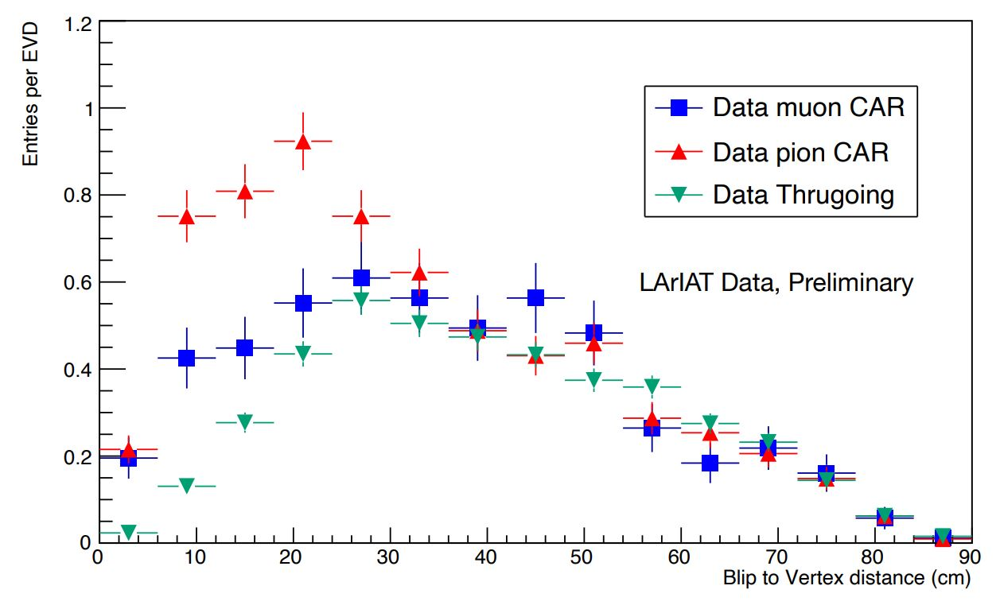 Entries per EVD
1.2
1
0.8
0.6
0.4
0.2
0
Data muon CAR
Data pion CAR
Data Thrugoing
LArIAT Data, Preliminary
0 10 20 30 40 50 60 70 80 90
Blip to Vertex distance (cm)